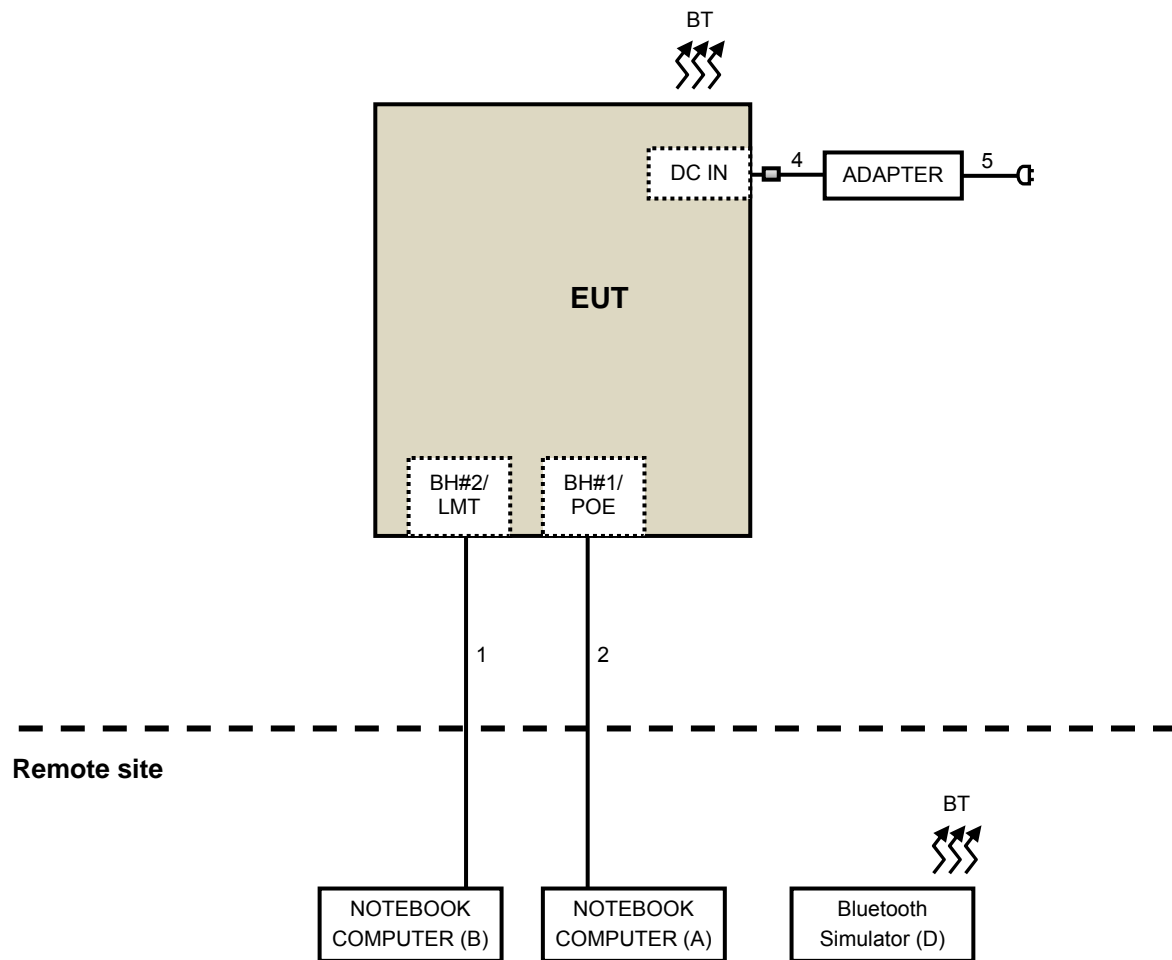 BT
DC IN
4
ADAPTER
5
EUT
BH#2/
LMT
BH#1/
POE
1
2
Remote site
BT
NOTEBOOK
COMPUTER (B)
NOTEBOOK
COMPUTER (A)
Bluetooth
Simulator (D)